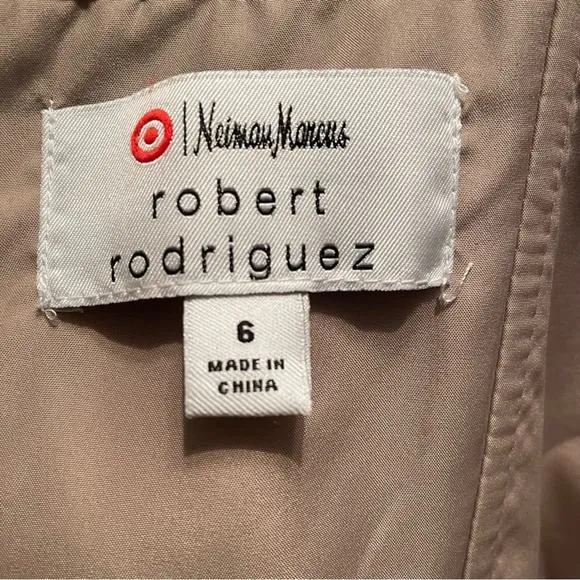 | Neiman Marcus
robert
rodriguez
6
MADE IN
CHINA